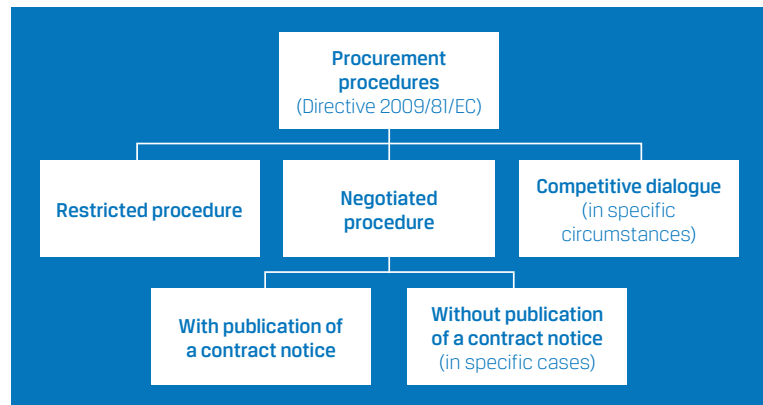 Procurement
procedures
(Directive 2009/81/EC)
Restricted procedure
Negotiated
procedure
Competitive dialogue
(in specific
circumstances)
With publication of
a contract notice
Without publication
of a contract notice
(in specific cases)